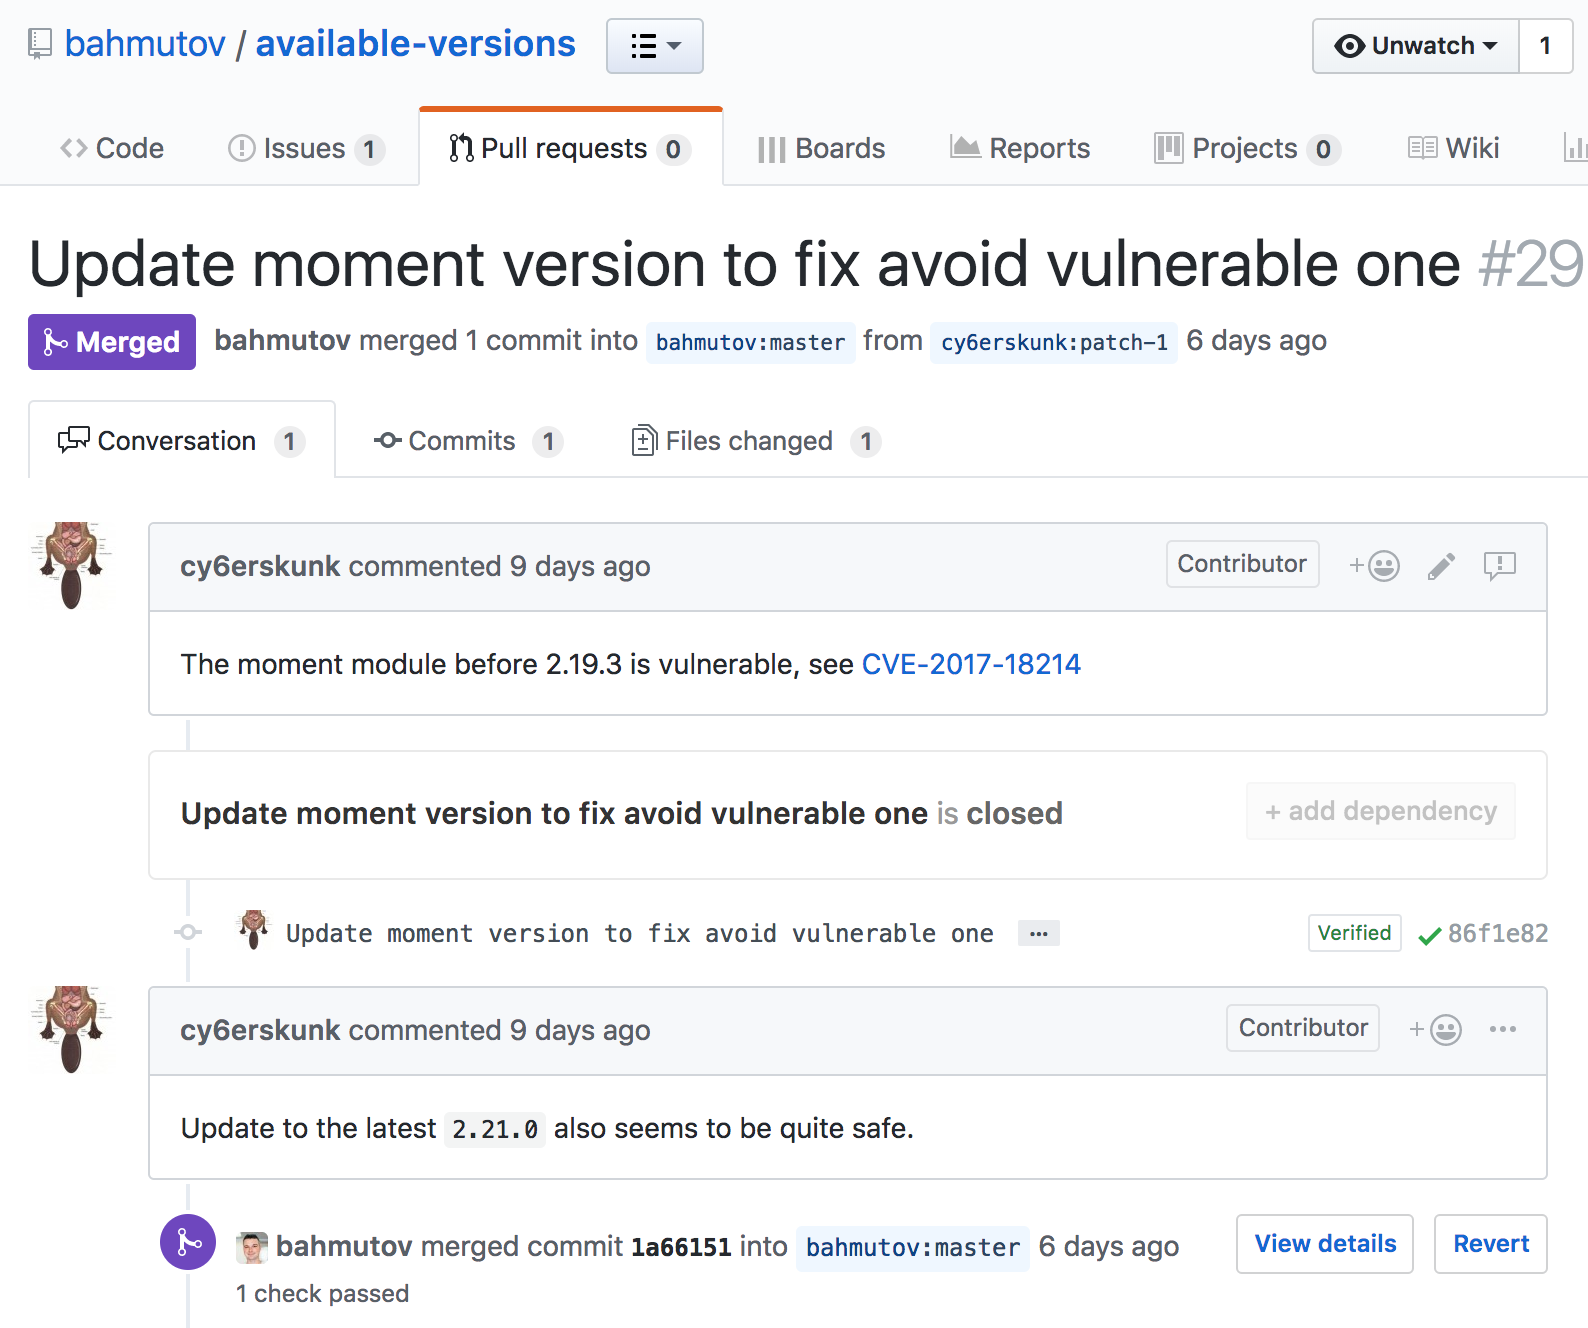 bahmutov / available-versions Unwatch 1
Code Issues 1 Pull requests 0 Boards Reports Projects 0 Wiki
Update moment version to fix avoid vulnerable one #29
Merged bahmutov merged 1 commit into bahmutov:master from cy6erskunk:patch-1 6 days ago
Conversation 1 Commits 1 Files changed 1
cy6erskunk commented 9 days ago Contributor
The moment module before 2.19.3 is vulnerable, see CVE-2017-18214
Update moment version to fix avoid vulnerable one is closed + add dependency
Update moment version to fix avoid vulnerable one ... Verified 86f1e82
cy6erskunk commented 9 days ago Contributor
Update to the latest 2.21.0 also seems to be quite safe.
bahmutov merged commit 1a66151 into bahmutov:master 6 days ago View details Revert
1 check passed